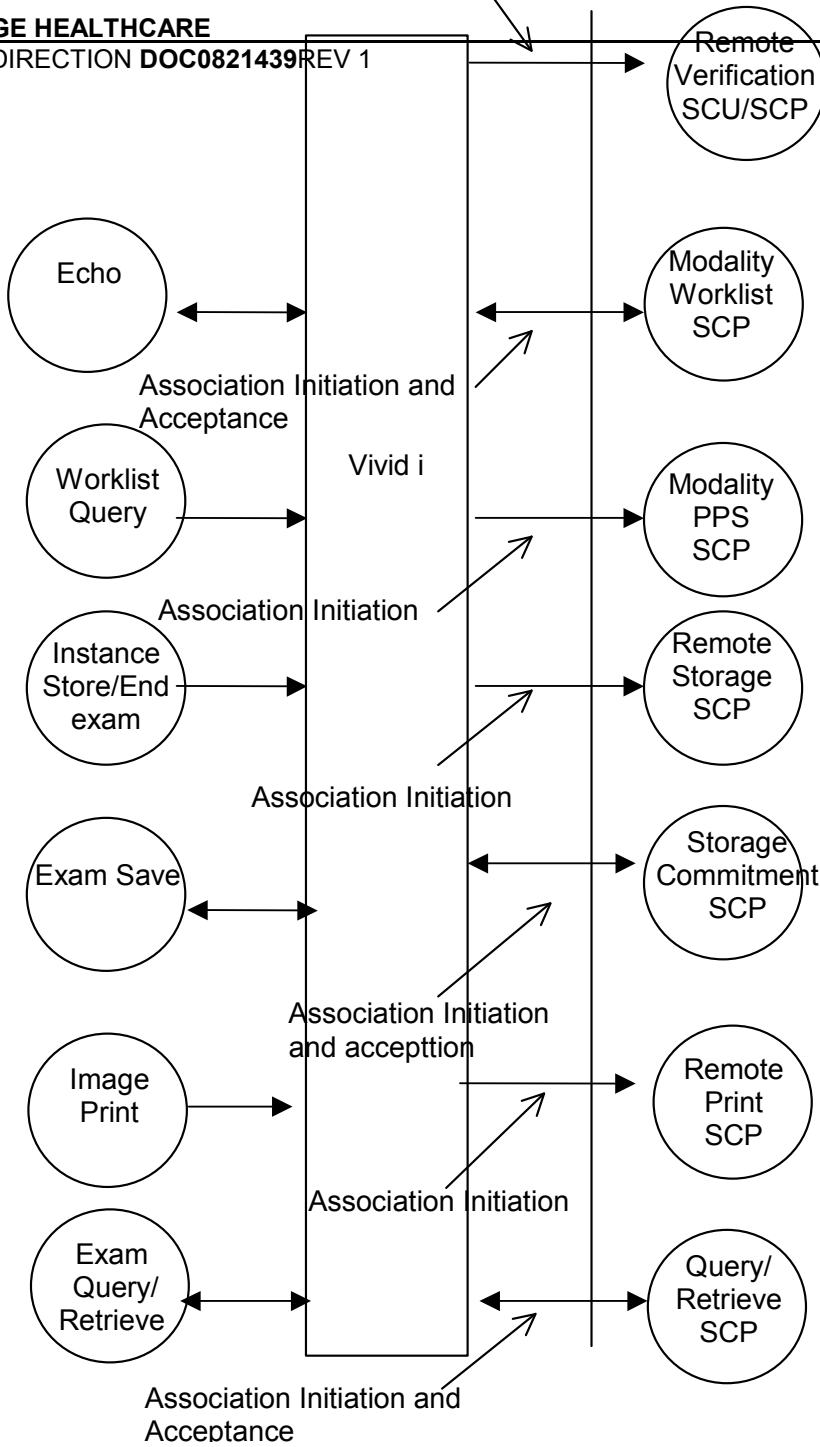 GE HEALTHCARE
DIRECTION DOC0821439REV 1
Remote
Verification
SCU/SCP
Echo
Modality
Worklist
SCP
Association Initiation and
Acceptance
Worklist
Query
Vivid i
Modality
PPS
SCP
Association Initiation
Instance
Store/End
exam
Remote
Storage
SCP
Association Initiation
Exam Save
Storage
Commitment
SCP
Association Initiation
and accepttion
Image
Print
Remote
Print
SCP
Association Initiation
Exam
Query/
Retrieve
Query/
Retrieve
SCP
Association Initiation and
Acceptance